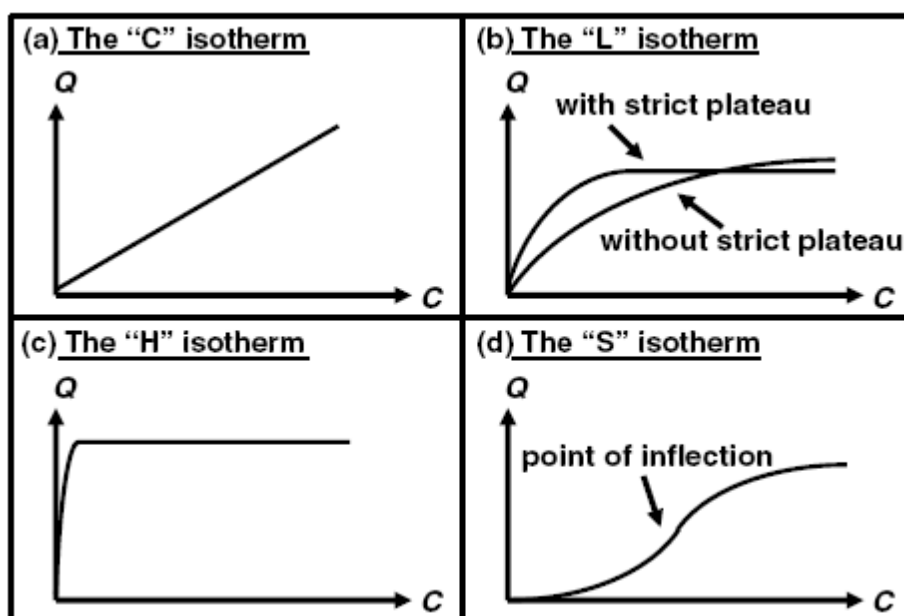 (a) The “C” isotherm
Q
C
(b) The “L” isotherm
Q
with strict plateau
without strict plateau
C
(c) The “H” isotherm
Q
C
(d) The “S” isotherm
Q
point of inflection
C